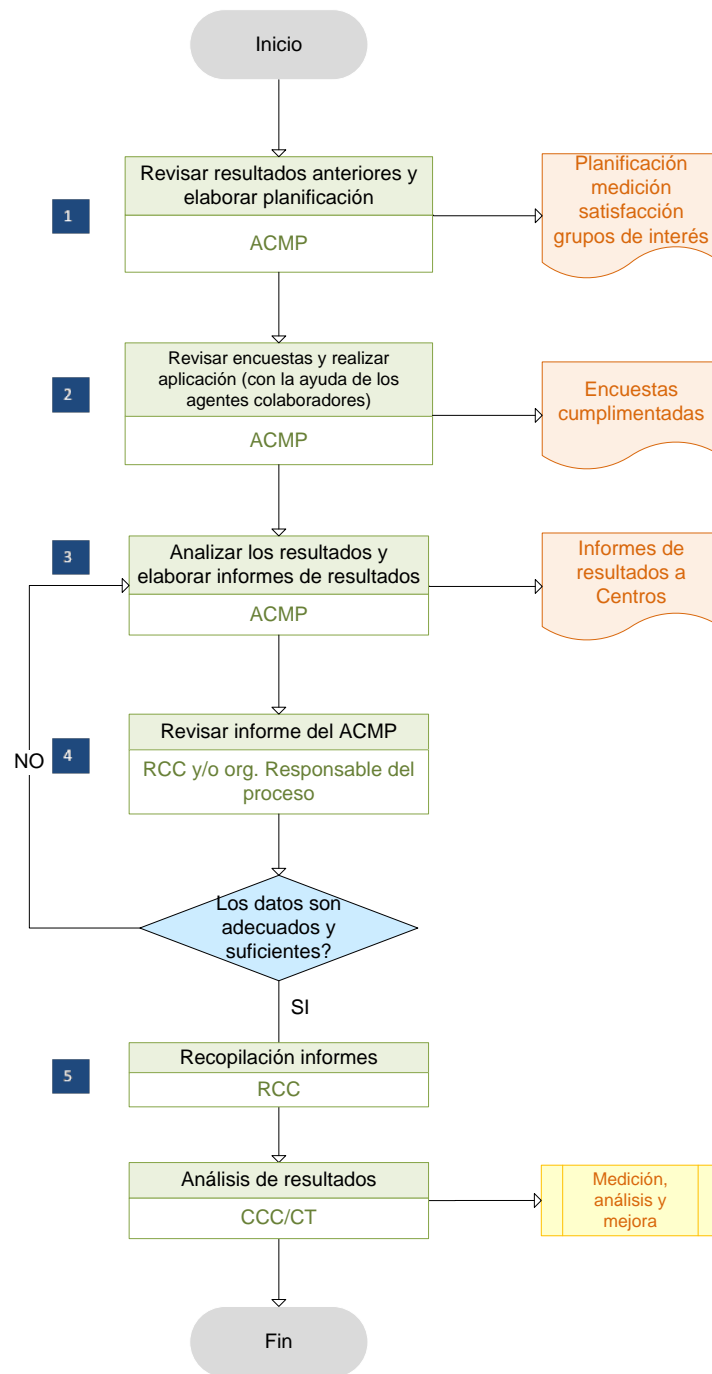 Inicio
1
Revisar resultados anteriores y
elaborar planificación
ACMP
Planificación
medición
satisfacción
grupos de interés
2
Revisar encuestas y realizar
aplicación (con la ayuda de los
agentes colaboradores)
ACMP
Encuestas
cumplimentadas
3
Analizar los resultados y
elaborar informes de resultados
ACMP
Informes de
resultados a
Centros
4
Revisar informe del ACMP
RCC y/o org. Responsable del
proceso
NO
Los datos son
adecuados y
suficientes?
SI
5
Recopilación informes
RCC
Análisis de resultados
CCC/CT
Medición,
análisis y
mejora
Fin